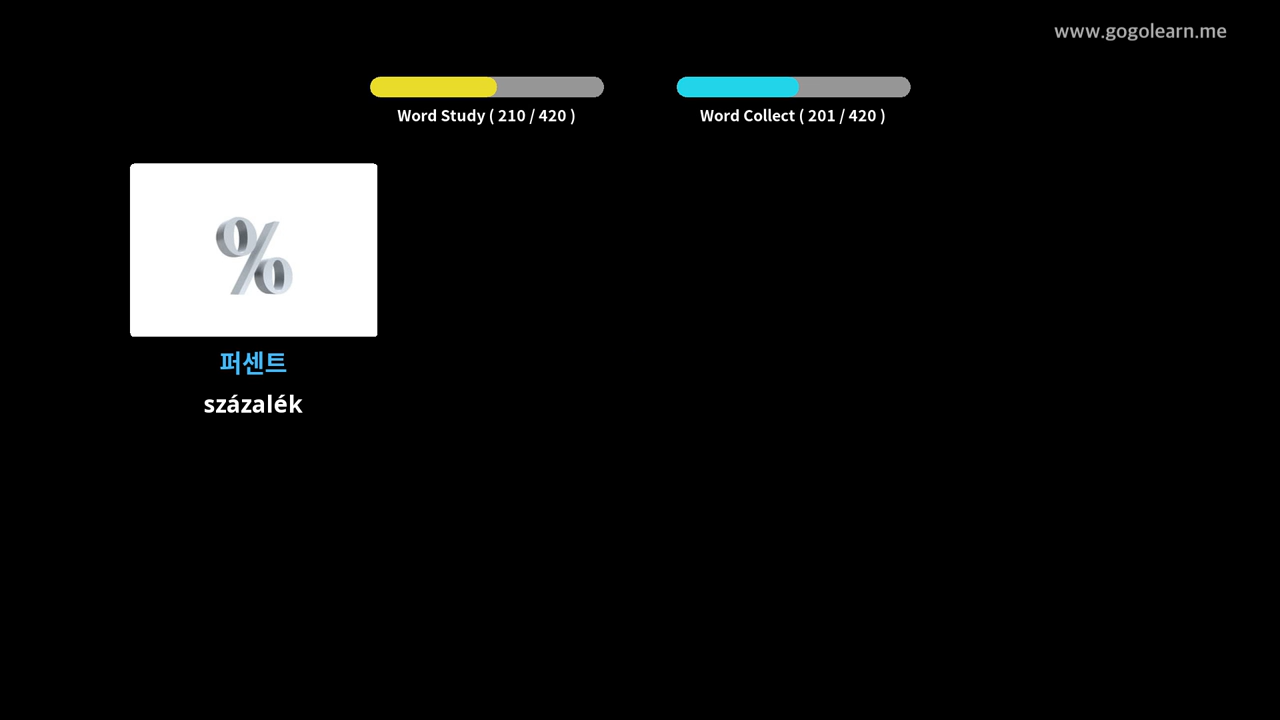 www.gogolearn.me
Word Study ( 210 / 420 )
Word Collect ( 201 / 420 )
%
퍼센트
százalék